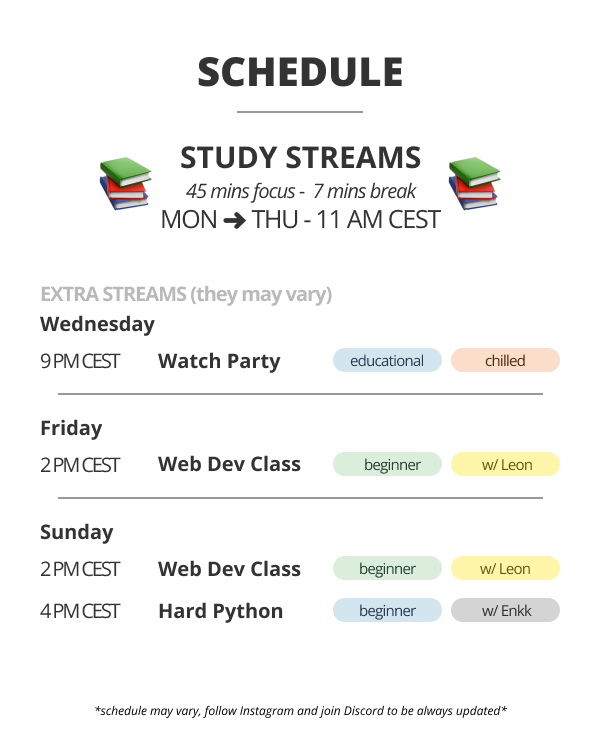 SCHEDULE
STUDY STREAMS
45 mins focus - 7 mins break
MON ➜ THU - 11 AM CEST
EXTRA STREAMS (they may vary)
Wednesday
9 PM CEST Watch Party educational chilled
Friday
2 PM CEST Web Dev Class beginner w/ Leon
Sunday
2 PM CEST Web Dev Class beginner w/ Leon
4 PM CEST Hard Python beginner w/ Enkk
*schedule may vary, follow Instagram and join Discord to be always updated*